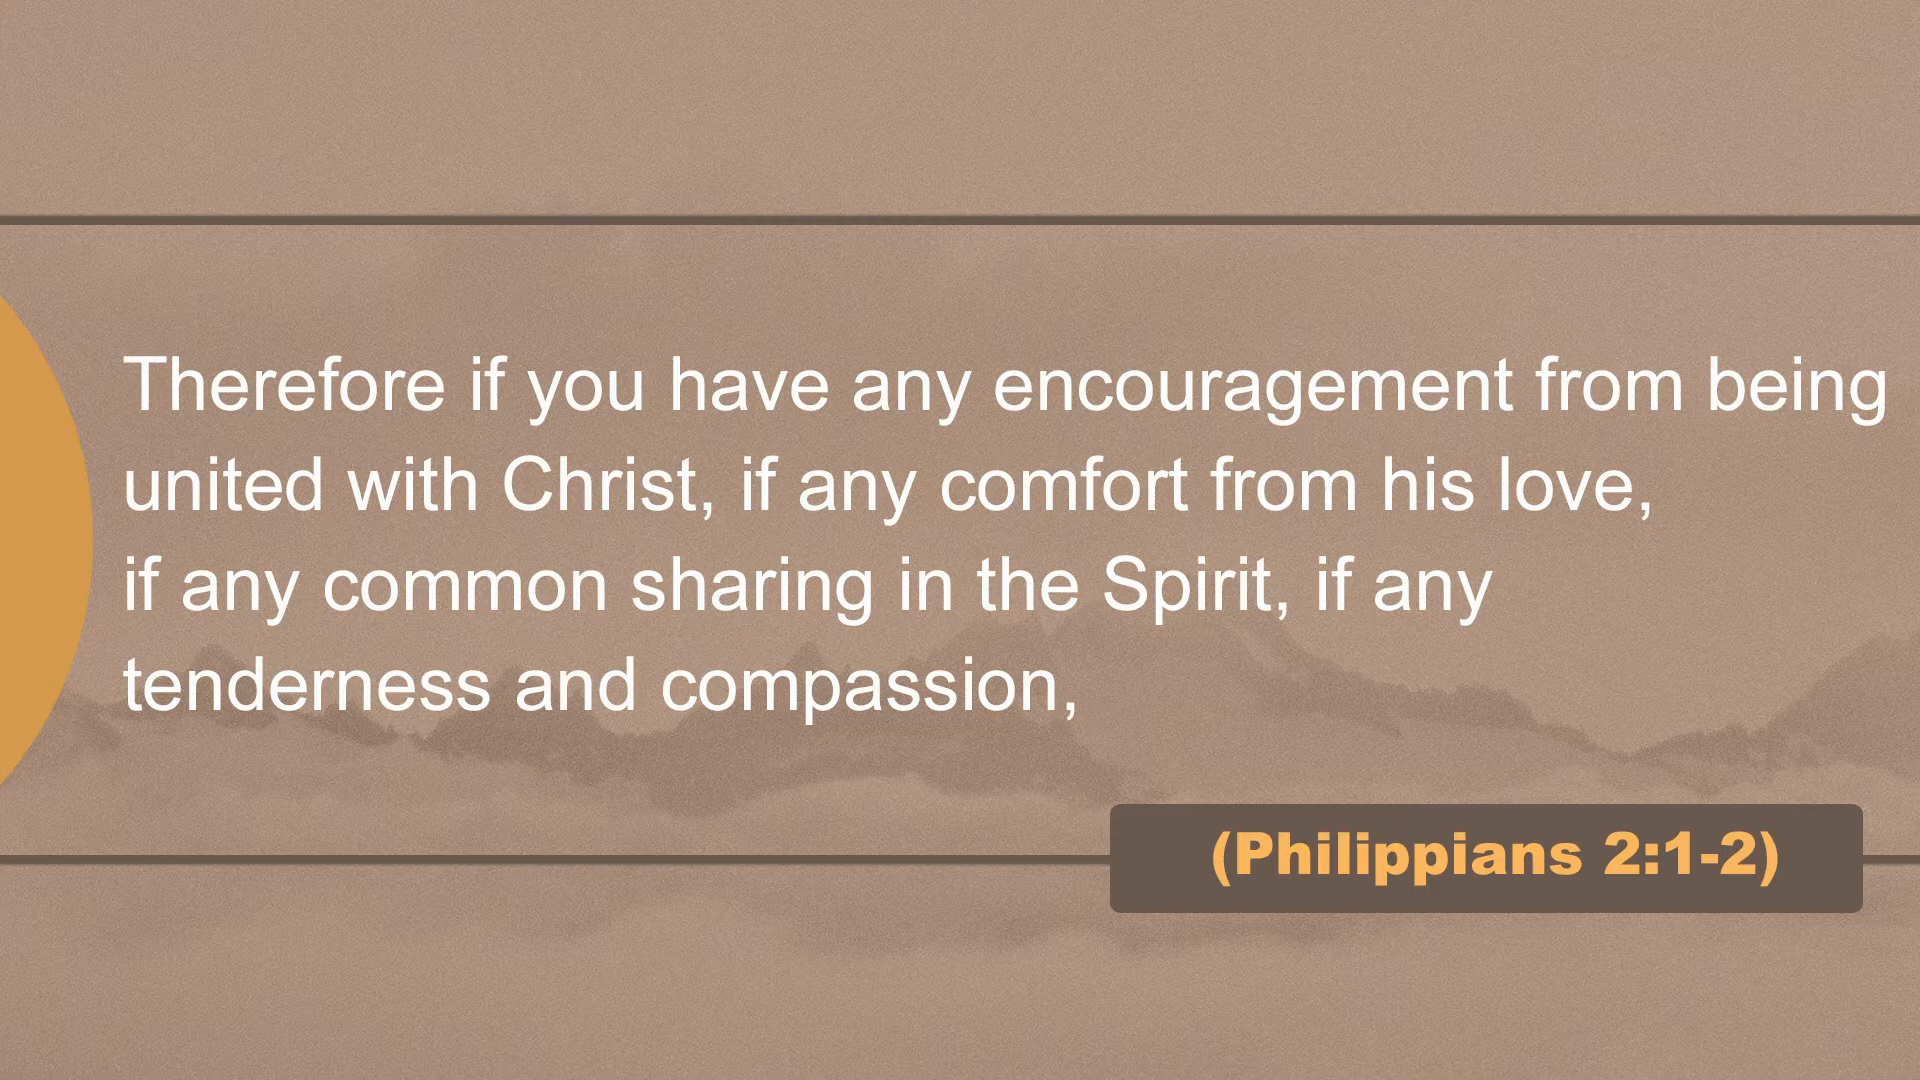 Therefore if you have any encouragement from being
united with Christ, if any comfort from his love,
if any common sharing in the Spirit, if any
tenderness and compassion,
(Philippians 2:1-2)